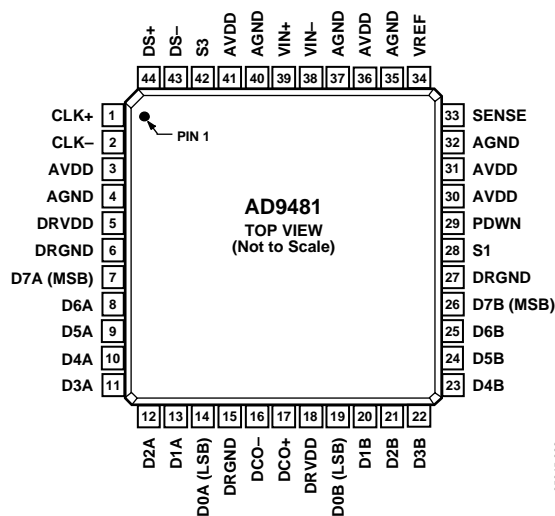 DS+
DS–
S3
AVDD
AGND
VIN+
VIN–
AGND
AVDD
AGND
VREF
44
43
42
41
40
39
38
37
36
35
34
CLK+ 1
CLK– 2
AVDD 3
AGND 4
DRVDD 5
DRGND 6
D7A (MSB) 7
D6A 8
D5A 9
D4A 10
D3A 11
PIN 1
AD9481
TOP VIEW
(Not to Scale)
33 SENSE
32 AGND
31 AVDD
30 AVDD
29 PDWN
28 S1
27 DRGND
26 D7B (MSB)
25 D6B
24 D5B
23 D4B
12
13
14
15
16
17
18
19
20
21
22
D2A
D1A
D0A (LSB)
DRGND
DCO–
DCO+
DRVDD
D0B (LSB)
D1B
D2B
D3B